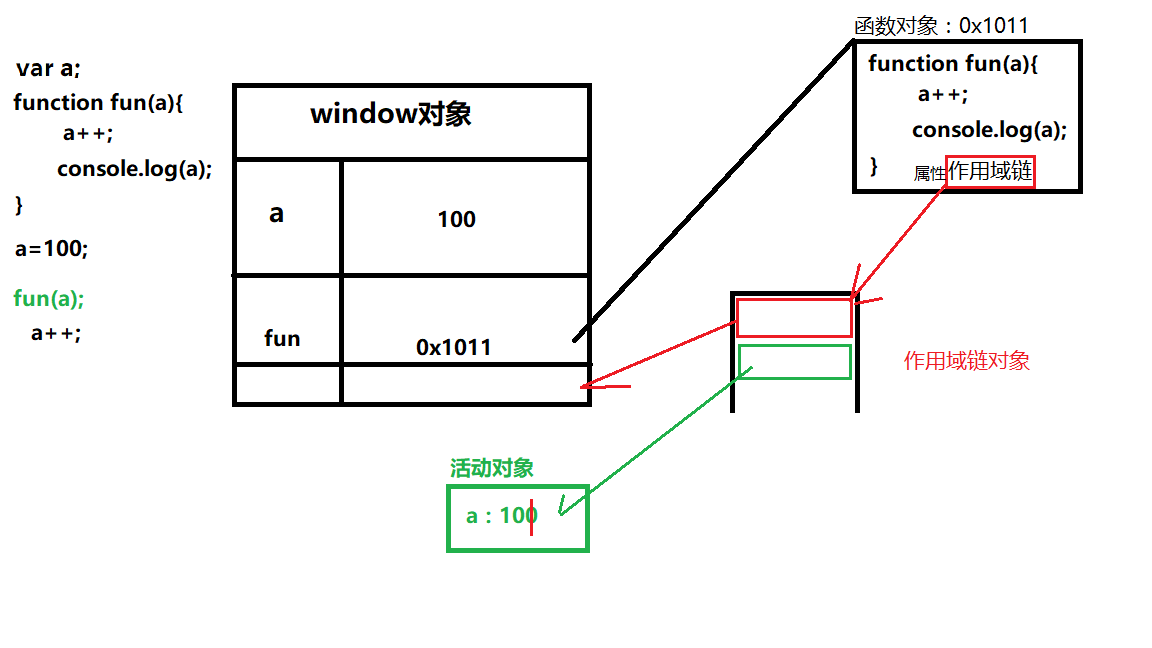 var a;
function fun(a){
a++;
console.log(a);
}
a=100;
fun(a);
a++;
window对象
a
100
fun
0x1011
函数对象：0x1011
function fun(a){
a++;
console.log(a);
}
属性作用域链
作用域链对象
活动对象
a：100